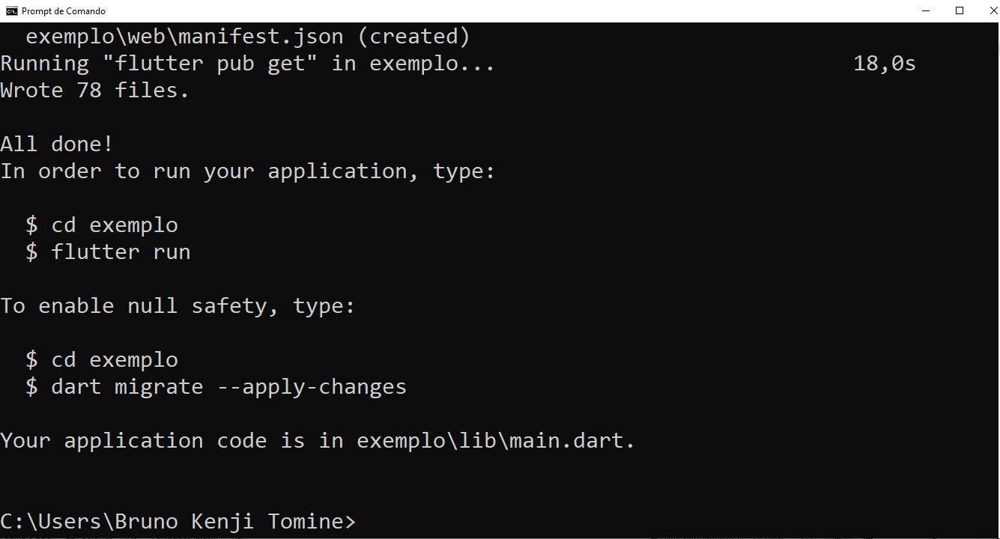 Prompt de Comando
exemplo\web\manifest.json (created)
Running "flutter pub get" in exemplo... 18,0s
Wrote 78 files.
All done!
In order to run your application, type:
$ cd exemplo
$ flutter run
To enable null safety, type:
$ cd exemplo
$ dart migrate --apply-changes
Your application code is in exemplo\lib\main.dart.
C:\Users\Bruno Kenji Tomine>